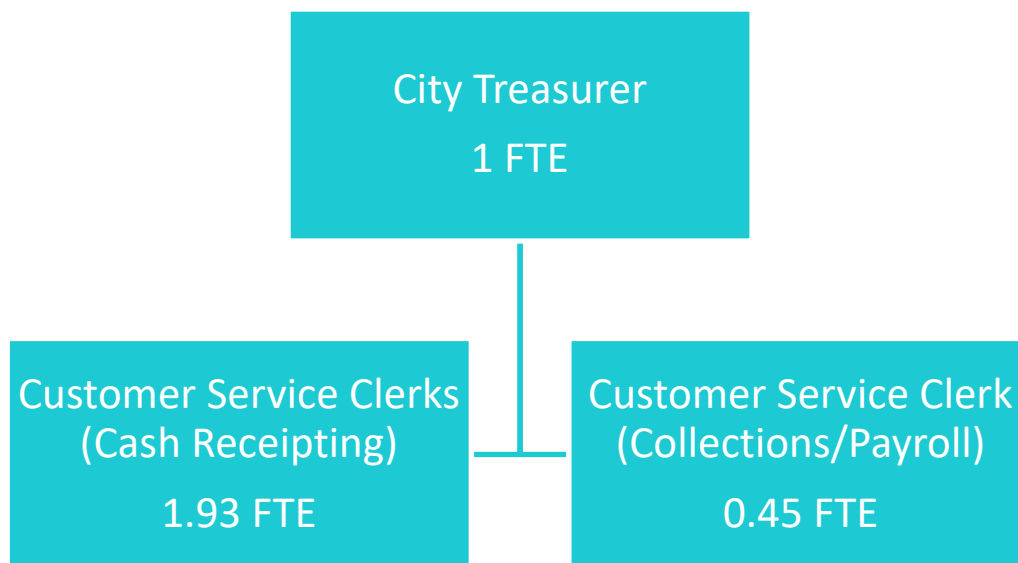 City Treasurer
1 FTE
Customer Service Clerks
(Cash Receipting)
1.93 FTE
Customer Service Clerk
(Collections/Payroll)
0.45 FTE